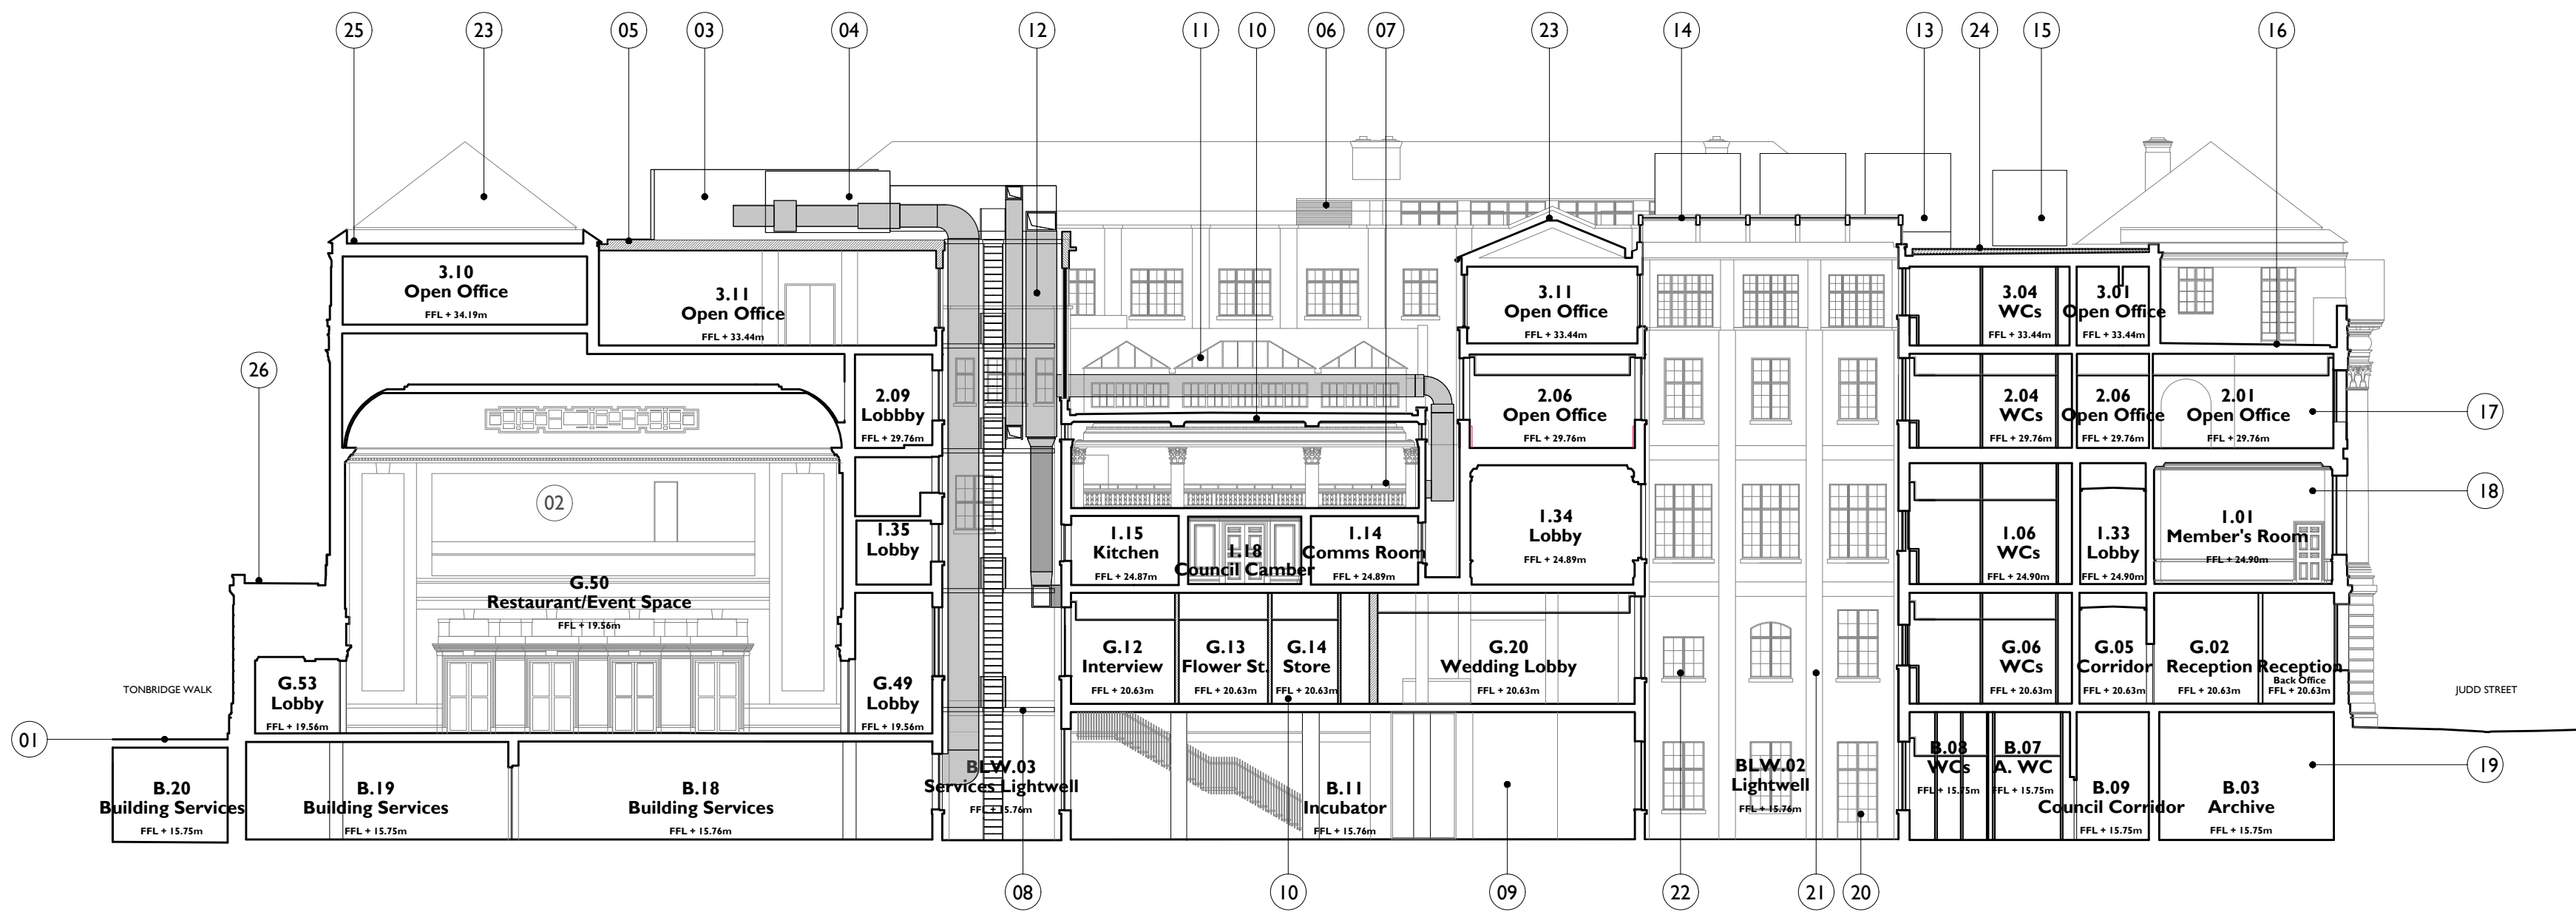 25
23
05
03
04
12
11
10
06
07
23
14
13
24
15
16
3.10
Open Office
FFL + 34.19m
3.11
Open Office
FFL + 33.44m
3.11
Open Office
FFL + 33.44m
3.04
WCs
FFL + 33.44m
3.01
Open Office
FFL + 33.44m
26
2.09
Lobbby
FFL + 29.76m
2.06
Open Office
FFL + 29.76m
2.04
WCs
FFL + 29.76m
2.06
Open Office
FFL + 29.76m
2.01
Open Office
FFL + 29.76m
17
02
1.35
Lobby
1.15
Kitchen
FFL + 24.87m
1.18
Council Camber
1.14
Comms Room
FFL + 24.89m
1.34
Lobby
FFL + 24.89m
1.06
WCs
FFL + 24.90m
1.33
Lobby
FFL + 24.90m
1.01
Member's Room
FFL + 24.90m
18
G.50
Restaurant/Event Space
FFL + 19.56m
TONBRIDGE WALK
G.53
Lobby
FFL + 19.56m
G.49
Lobby
FFL + 19.56m
G.12
Interview
FFL + 20.63m
G.13
Flower St.
FFL + 20.63m
G.14
Store
FFL + 20.63m
G.20
Wedding Lobby
FFL + 20.63m
G.06
WCs
FFL + 20.63m
G.05
Corridor
FFL + 20.63m
G.02
Reception
FFL + 20.63m
Reception
Back Office
FFL + 20.63m
JUDD STREET
01
B.20
Building Services
FFL + 15.75m
B.19
Building Services
FFL + 15.75m
B.18
Building Services
FFL + 15.76m
BLW.03
Services Lightwell
FFL + 15.76m
B.11
Incubator
FFL + 15.76m
BLW.02
Lightwell
FFL + 15.76m
B.08
WCs
FFL + 15.75m
B.07
A. WC
FFL + 15.75m
B.09
Council Corridor
FFL + 15.75m
B.03
Archive
FFL + 15.75m
19
08
10
09
22
21
20